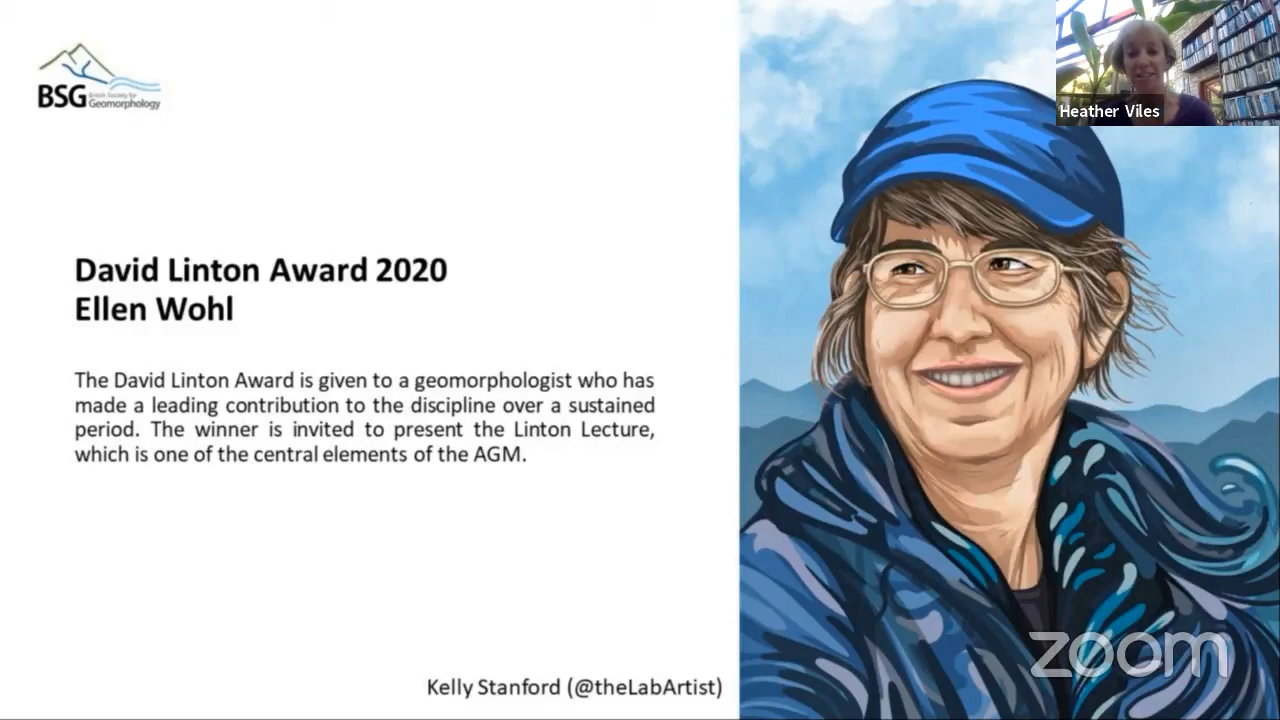 BSG British Society for
Geomorphology
Heather Viles
David Linton Award 2020
Ellen Wohl
The David Linton Award is given to a geomorphologist who has
made a leading contribution to the discipline over a sustained
period. The winner is invited to present the Linton Lecture,
which is one of the central elements of the AGM.
zoom
Kelly Stanford (@theLabArtist)